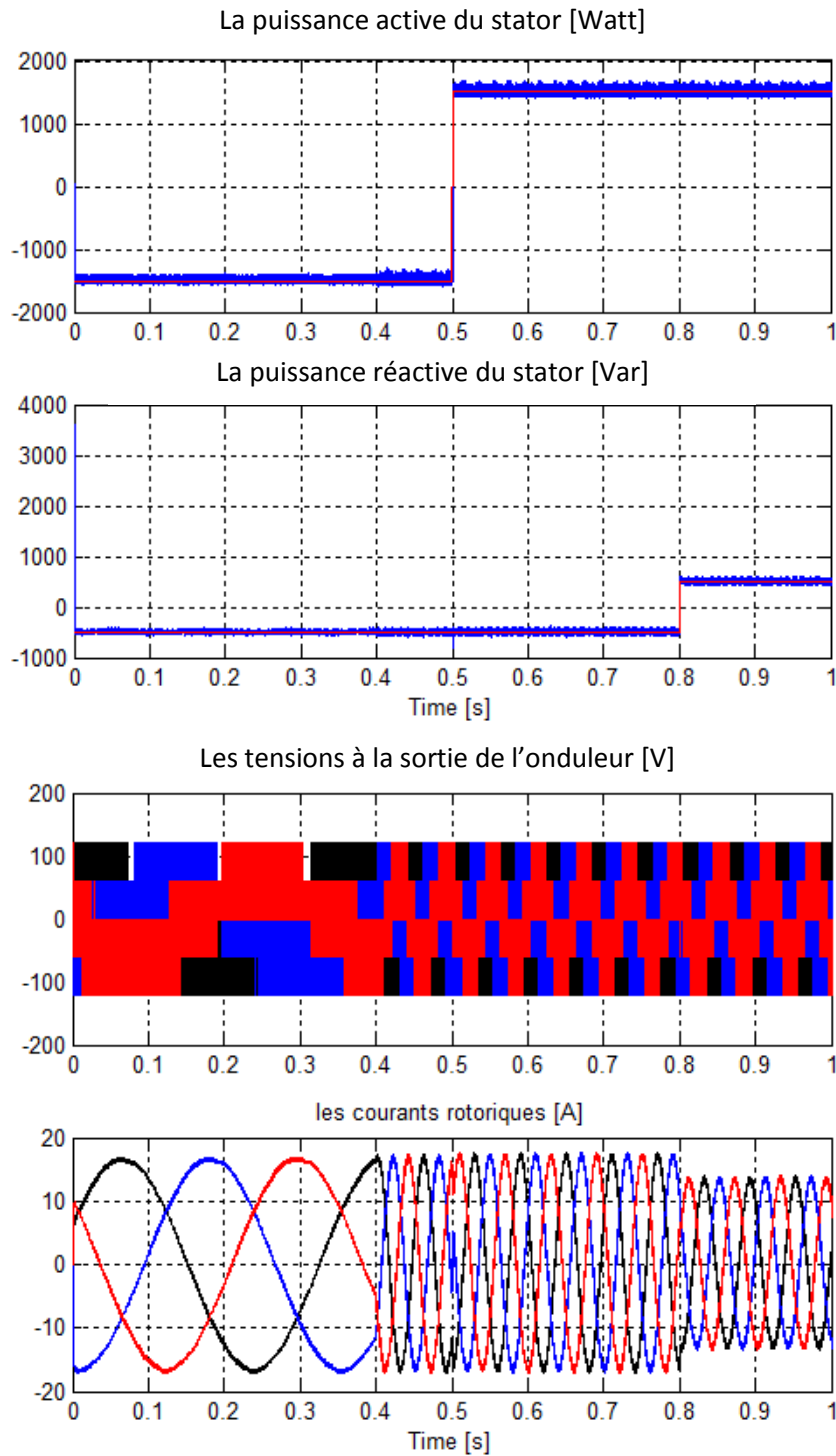 La puissance active du stator [Watt]
2000
1000
0
-1000
-2000
0 0.1 0.2 0.3 0.4 0.5 0.6 0.7 0.8 0.9 1
La puissance réactive du stator [Var]
4000
3000
2000
1000
0
-1000
0 0.1 0.2 0.3 0.4 0.5 0.6 0.7 0.8 0.9 1
Time [s]
Les tensions à la sortie de l’onduleur [V]
200
100
0
-100
-200
0 0.1 0.2 0.3 0.4 0.5 0.6 0.7 0.8 0.9 1
les courants rotoriques [A]
20
10
0
-10
-20
0 0.1 0.2 0.3 0.4 0.5 0.6 0.7 0.8 0.9 1
Time [s]